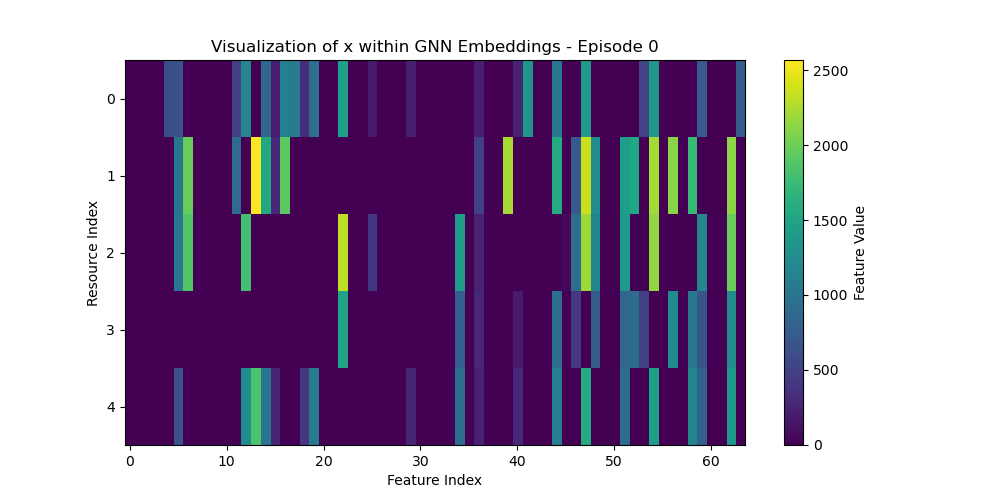 Visualization of x within GNN Embeddings - Episode 0
Resource Index
0
1
2
3
4
0 10 20 30 40 50 60
Feature Index
2500
2000
1500
1000
500
0
Feature Value